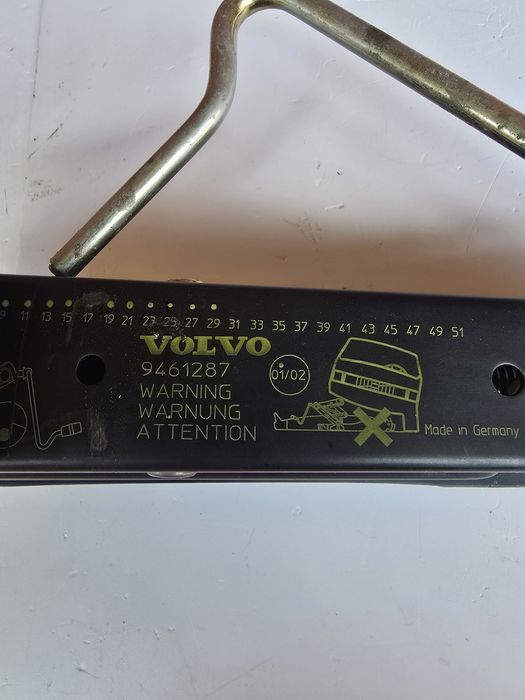 9 11 13 15 17 19 21 23 25 27 29 31 33 35 37 39 41 43 45 47 49 51
VOLVO
9461287
01/02
WARNING
WARNUNG
ATTENTION
Made in Germany